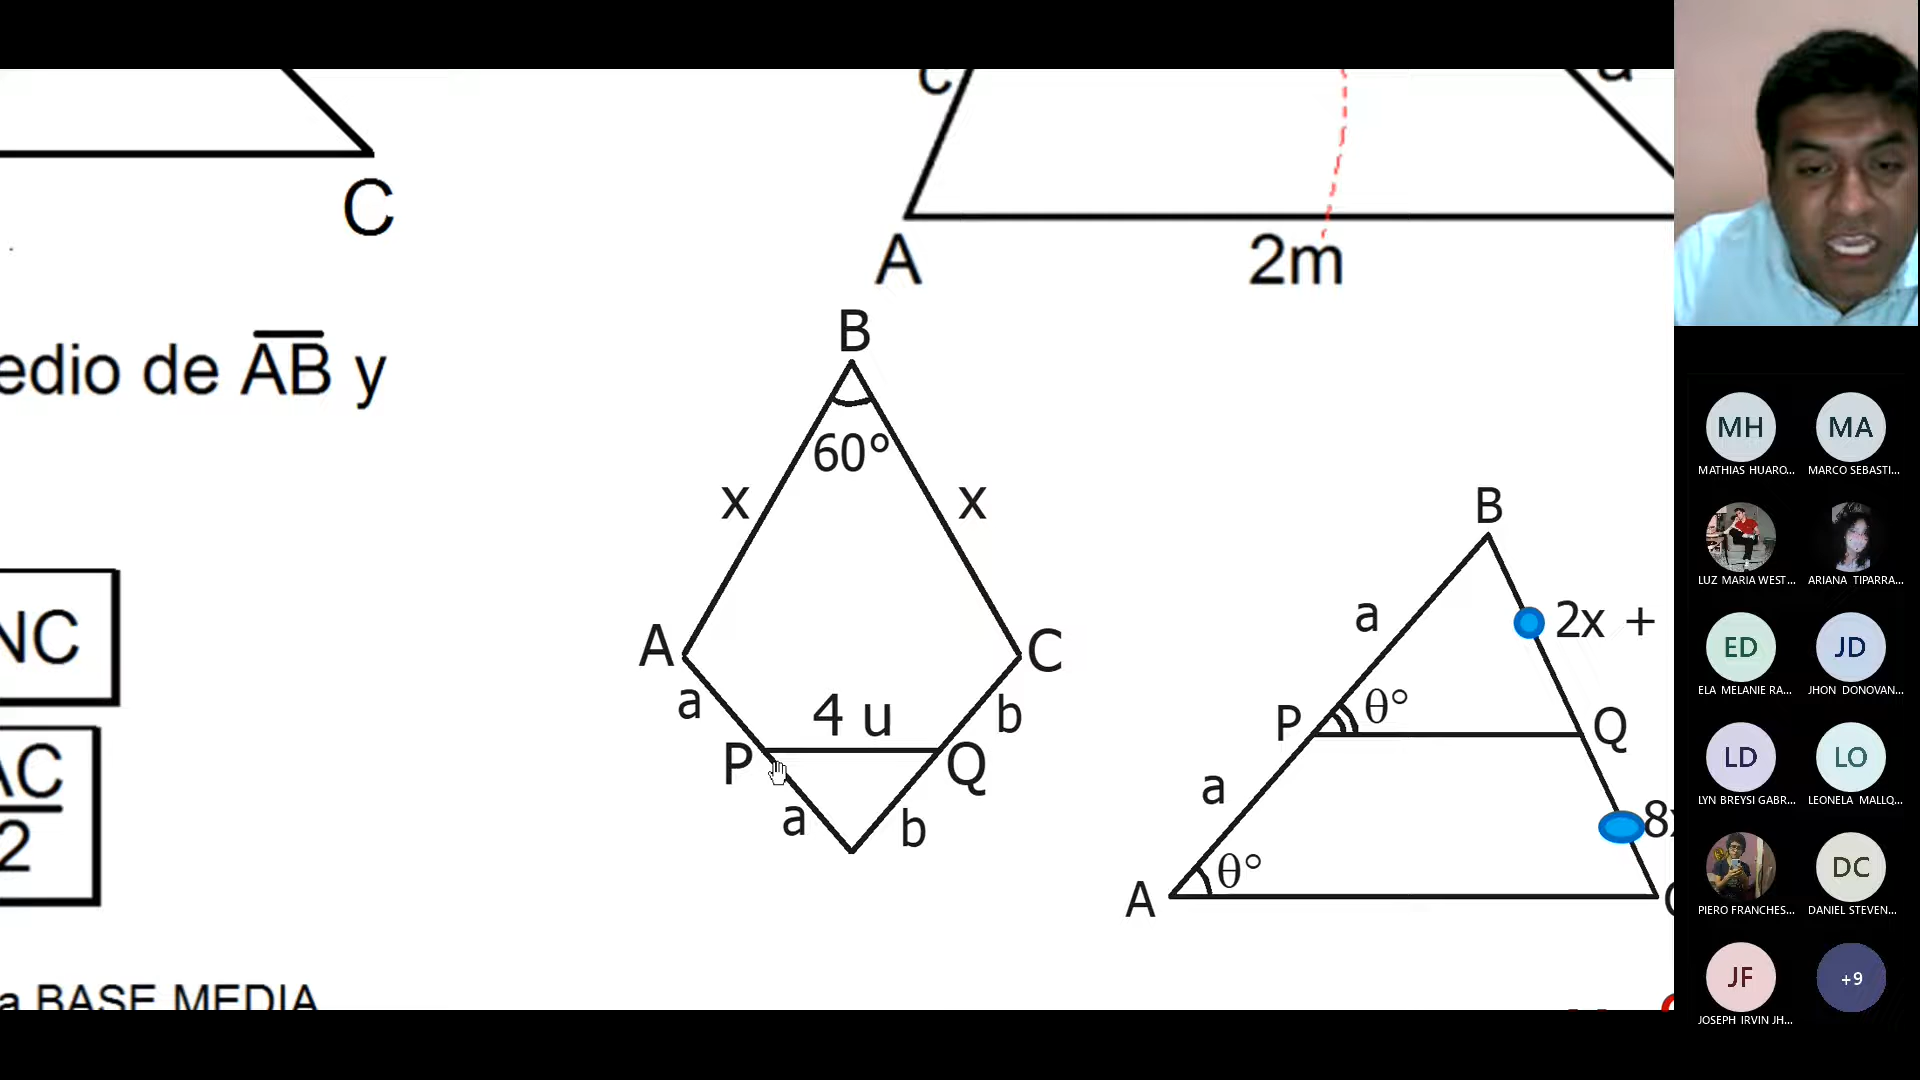 C
C
a
A
2m
edio de AB y
B
60°
x
x
A
C
a
4 u
b
P
Q
a
b
B
a
2x +
P
θ°
Q
a
8x
A
θ°
NC
AC
2
a BASE MEDIA
MH
MATHIAS HUARO...
MA
MARCO SEBASTI...
LUZ MARIA WEST...
ARIANA TIPARRA...
ED
ELA MELANIE RA...
JD
JHON DONOVAN...
LD
LYN BREYSI GABR...
LO
LEONELA MALLQ...
PIERO FRANCHES...
DC
DANIEL STEVEN...
JF
JOSEPH IRVIN JH...
+9